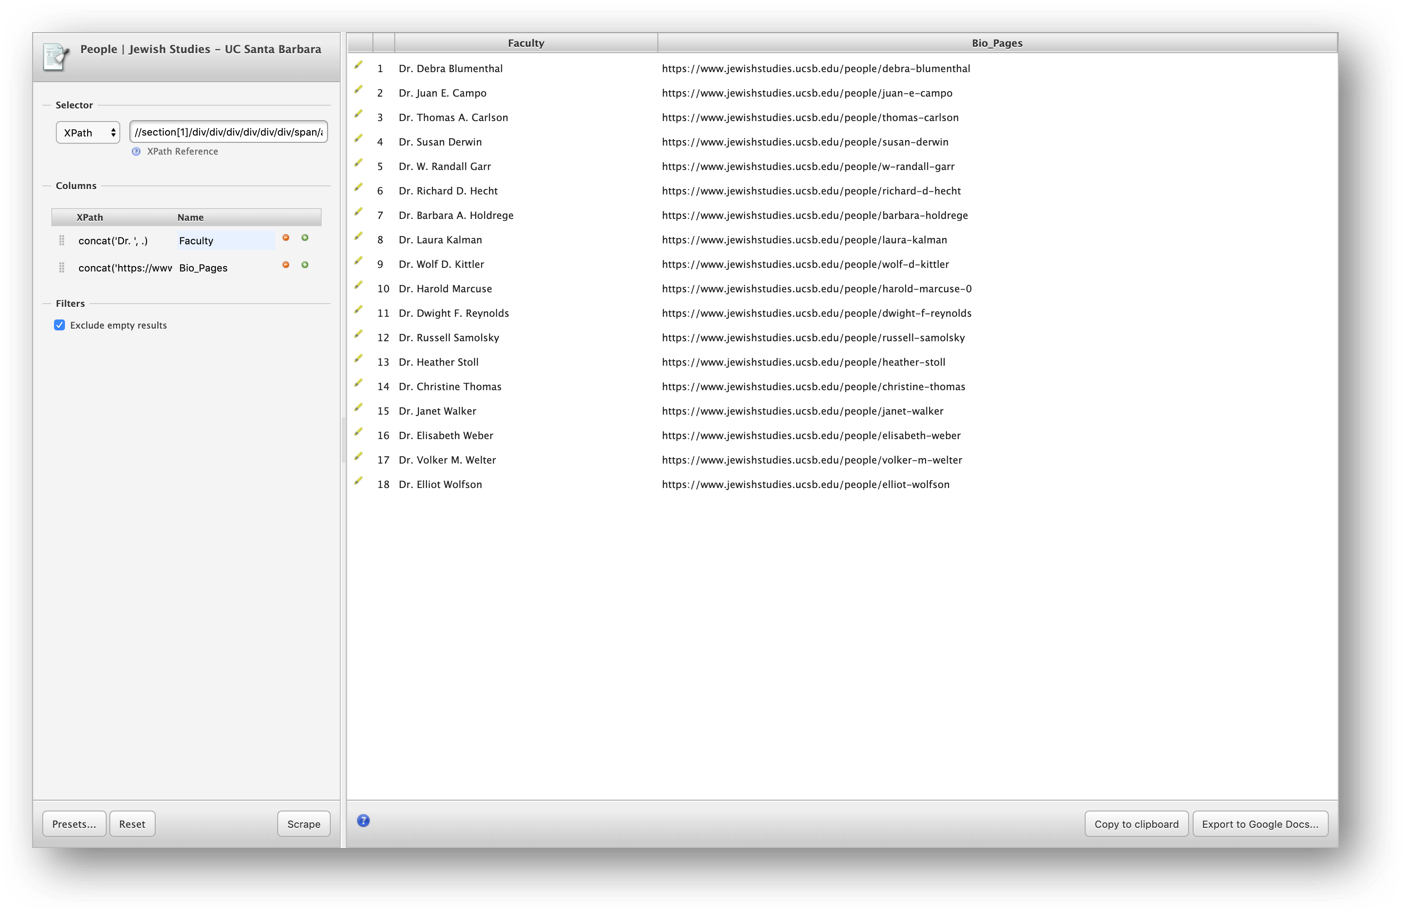 People | Jewish Studies - UC Santa Barbara
Selector
XPath
//section[1]/div/div/div/div/div/div/span/a
XPath Reference
Columns
XPath Name
concat('Dr. ', .) Faculty
concat('https://www Bio_Pages
Filters
Exclude empty results
Presets...
Reset
Scrape
Faculty Bio_Pages
1 Dr. Debra Blumenthal https://www.jewishstudies.ucsb.edu/people/debra-blumenthal
2 Dr. Juan E. Campo https://www.jewishstudies.ucsb.edu/people/juan-e-campo
3 Dr. Thomas A. Carlson https://www.jewishstudies.ucsb.edu/people/thomas-carlson
4 Dr. Susan Derwin https://www.jewishstudies.ucsb.edu/people/susan-derwin
5 Dr. W. Randall Garr https://www.jewishstudies.ucsb.edu/people/w-randall-garr
6 Dr. Richard D. Hecht https://www.jewishstudies.ucsb.edu/people/richard-d-hecht
7 Dr. Barbara A. Holdrege https://www.jewishstudies.ucsb.edu/people/barbara-holdrege
8 Dr. Laura Kalman https://www.jewishstudies.ucsb.edu/people/laura-kalman
9 Dr. Wolf D. Kittler https://www.jewishstudies.ucsb.edu/people/wolf-d-kittler
10 Dr. Harold Marcuse https://www.jewishstudies.ucsb.edu/people/harold-marcuse-0
11 Dr. Dwight F. Reynolds https://www.jewishstudies.ucsb.edu/people/dwight-f-reynolds
12 Dr. Russell Samolsky https://www.jewishstudies.ucsb.edu/people/russell-samolsky
13 Dr. Heather Stoll https://www.jewishstudies.ucsb.edu/people/heather-stoll
14 Dr. Christine Thomas https://www.jewishstudies.ucsb.edu/people/christine-thomas
15 Dr. Janet Walker https://www.jewishstudies.ucsb.edu/people/janet-walker
16 Dr. Elisabeth Weber https://www.jewishstudies.ucsb.edu/people/elisabeth-weber
17 Dr. Volker M. Welter https://www.jewishstudies.ucsb.edu/people/volker-m-welter
18 Dr. Elliot Wolfson https://www.jewishstudies.ucsb.edu/people/elliot-wolfson
Copy to clipboard
Export to Google Docs...